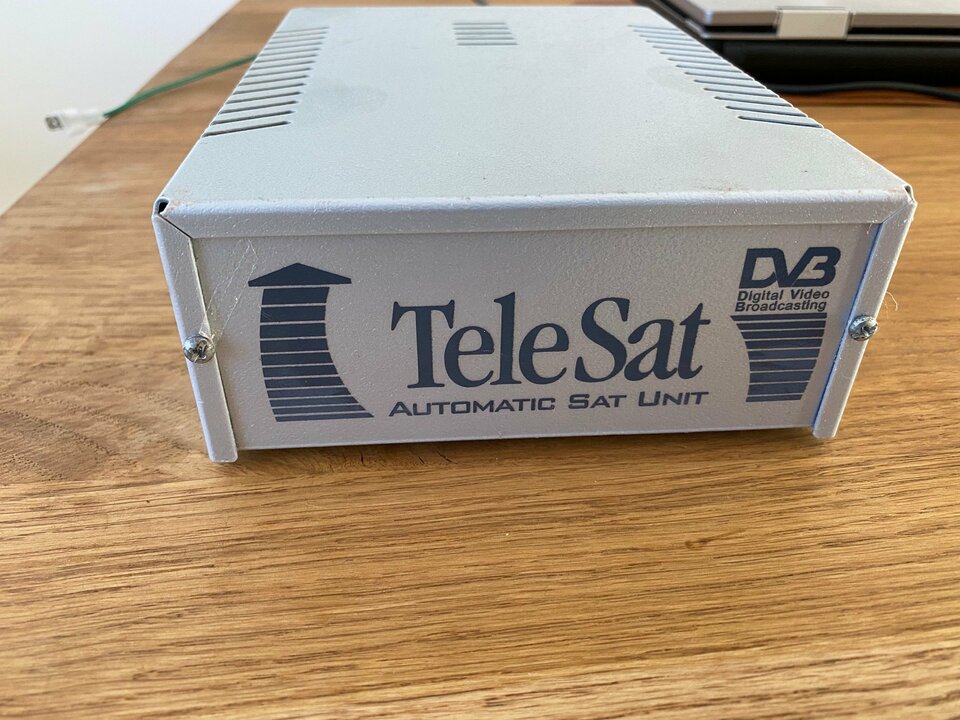 TeleSat
AUTOMATIC SAT UNIT
DVB
Digital Video
Broadcasting